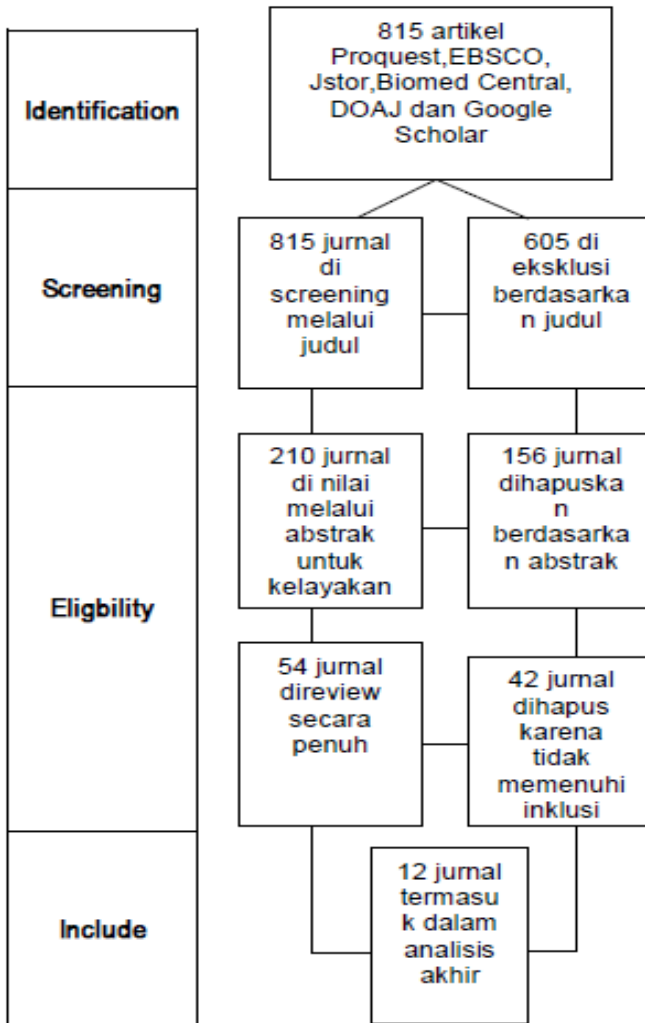 815 artikel
Proquest,EBSCO,
Jstor,Biomed Central,
DOAJ dan Google
Scholar
Identification
815 jurnal
di
screening
melalui
judul
605 di
eksklusi
berdasarka
n judul
Screening
210 jurnal
di nilai
melalui
abstrak
untuk
kelayakan
156 jurnal
dihapuska
n
berdasarka
n abstrak
Eligbility
54 jurnal
direview
secara
penuh
42 jurnal
dihapus
karena
tidak
memenuhi
inklusi
12 jurnal
termasu
k dalam
analisis
akhir
Include